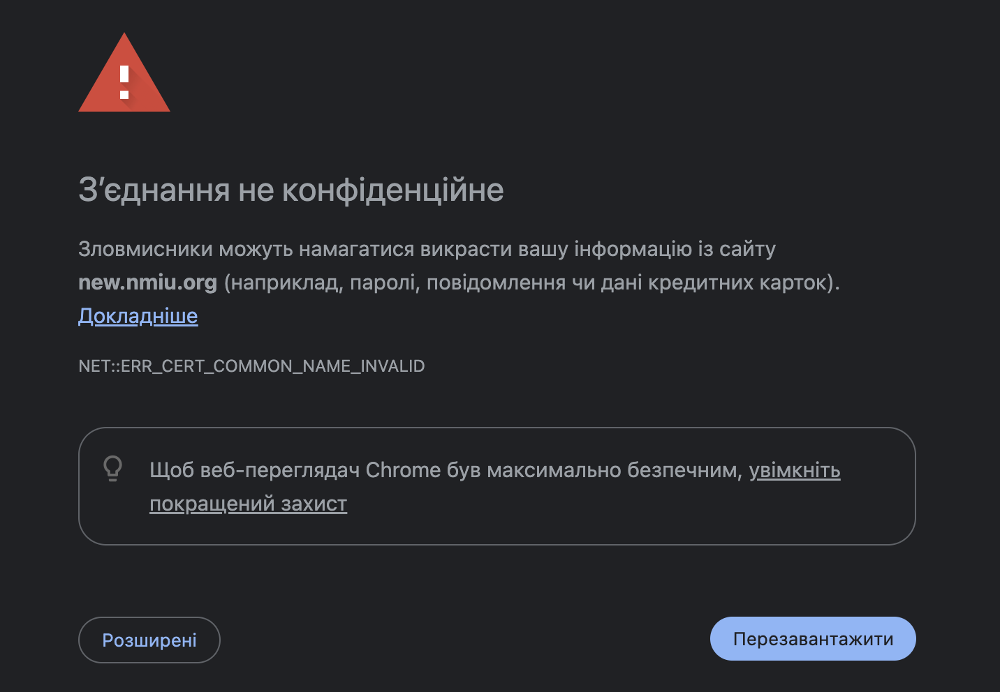 З’єднання не конфіденційне
Зловмисники можуть намагатися викрасти вашу інформацію із сайту
new.nmiu.org (наприклад, паролі, повідомлення чи дані кредитних карток).
Докладніше
NET::ERR_CERT_COMMON_NAME_INVALID
Щоб веб-переглядач Chrome був максимально безпечним, увімкніть
покращений захист
Розширені
Перезавантажити